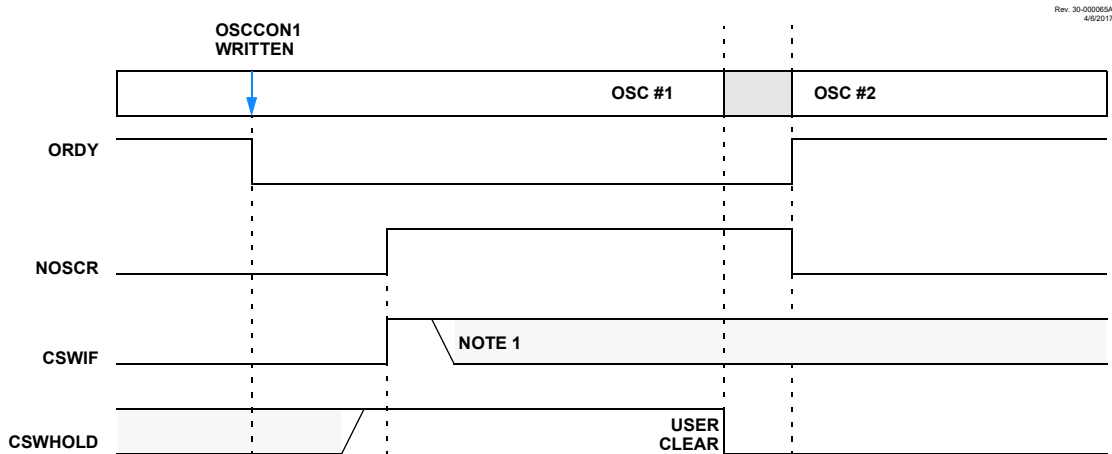 Rev. 30-000065A
4/6/2017
OSCCON1
WRITTEN
OSC #1
OSC #2
ORDY
NOSCR
CSWIF
NOTE 1
CSWHOLD
USER
CLEAR